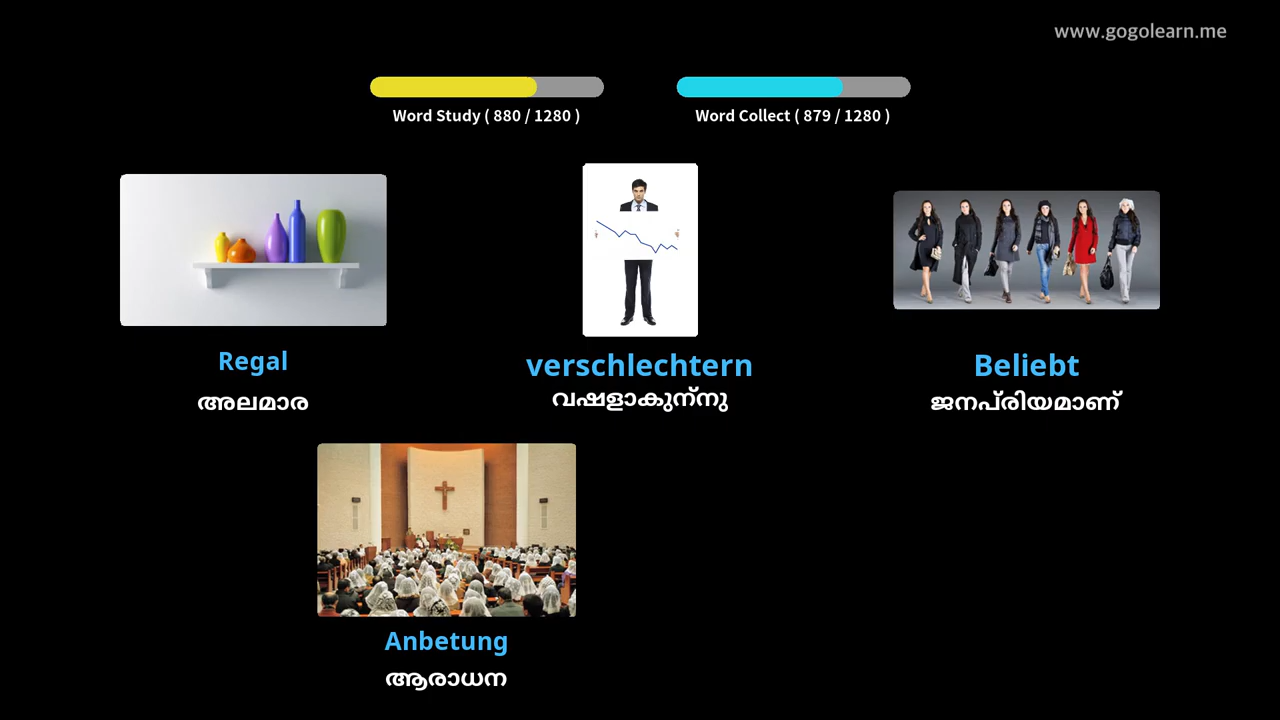 www.gogolearn.me
Word Study ( 880 / 1280 )
Word Collect ( 879 / 1280 )
Regal
അലമാര
verschlechtern
വഷളാകുന്നു
Beliebt
ജനപ്രിയമാണ്
Anbetung
ആരാധന